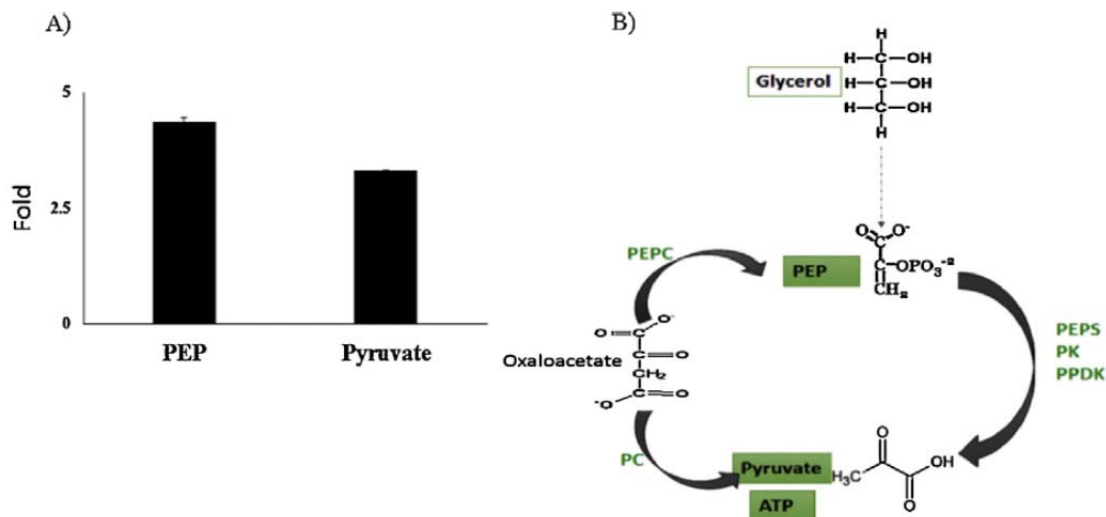 A)
5
2.5
0
Fold
PEP
Pyruvate
B)
Glycerol
H
H—C—OH
H—C—OH
H—C—OH
H
PEPC
PEP
O O⁻
C
C—OPO₃⁻²
CH₂
PEPS
PK
PPDK
Oxaloacetate
O O⁻
C
C O
CH₂
⁻O C O
PC
Pyruvate
ATP
O
H₃C OH
O